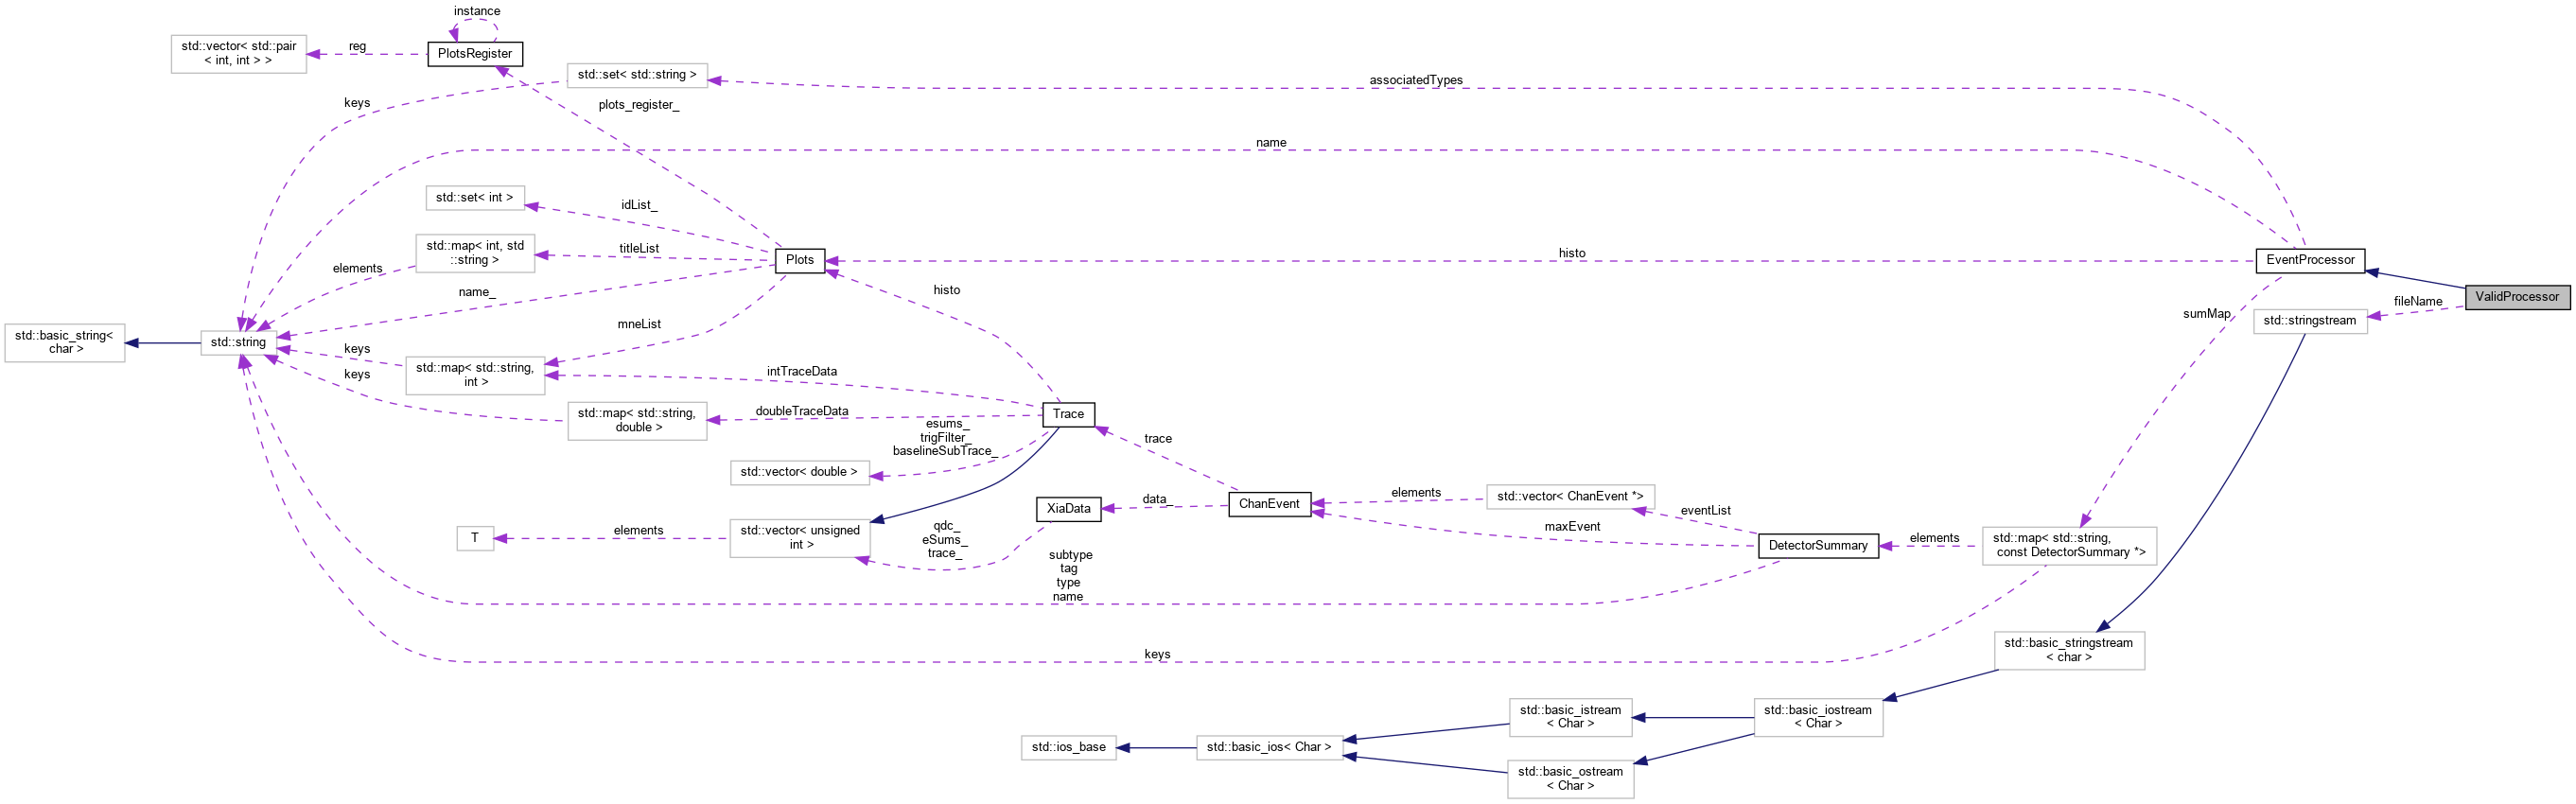 instance
std::vector< std::pair
< int, int > >
reg
PlotsRegister
std::set< std::string >
associatedTypes
keys
plots_register_
name
std::set< int >
idList_
std::map< int, std
::string >
titleList
elements
Plots
histo
EventProcessor
name_
histo
ValidProcessor
fileName
std::basic_string<
char >
std::string
mneList
sumMap
std::stringstream
keys
std::map< std::string,
int >
intTraceData
keys
std::map< std::string,
double >
doubleTraceData
Trace
esums_
trigFilter_
baselineSubTrace_
trace
std::vector< double >
XiaData
data_
ChanEvent
elements
std::vector< ChanEvent *>
eventList
T
elements
std::vector< unsigned
int >
qdc_
eSums_
trace_
maxEvent
DetectorSummary
elements
std::map< std::string,
const DetectorSummary *>
subtype
tag
type
name
keys
std::basic_stringstream
< char >
std::basic_istream
< Char >
std::basic_iostream
< Char >
std::ios_base
std::basic_ios< Char >
std::basic_ostream
< Char >